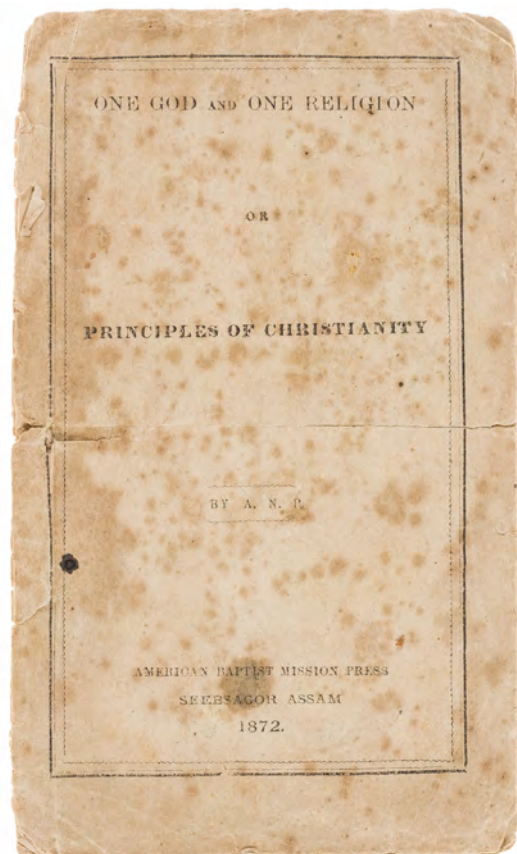 ONE GOD AND ONE RELIGION
OR
PRINCIPLES OF CHRISTIANITY
BY A. N. P.
AMERICAN BAPTIST MISSION PRESS
SEEBSAGOR ASSAM
1872.